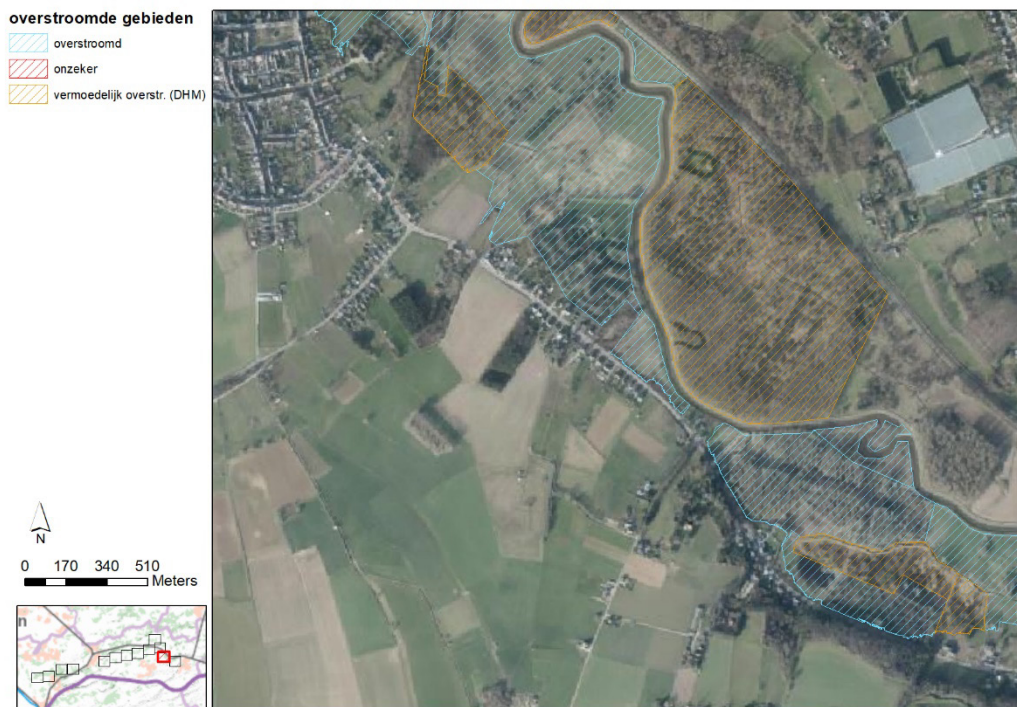 overstroomde gebieden
overstroomd
onzeker
vermoedelijk overstr. (DHM)
N
0 170 340 510
Meters
n